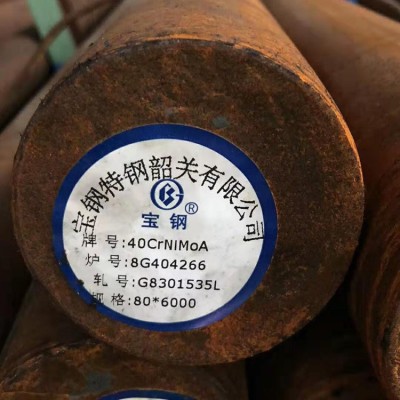 宝钢特钢韶关有限公司
®
宝钢
牌 号:40CrNiMoA
炉 号:8G404266
轧 号:G8301535L
规 格:80*6000